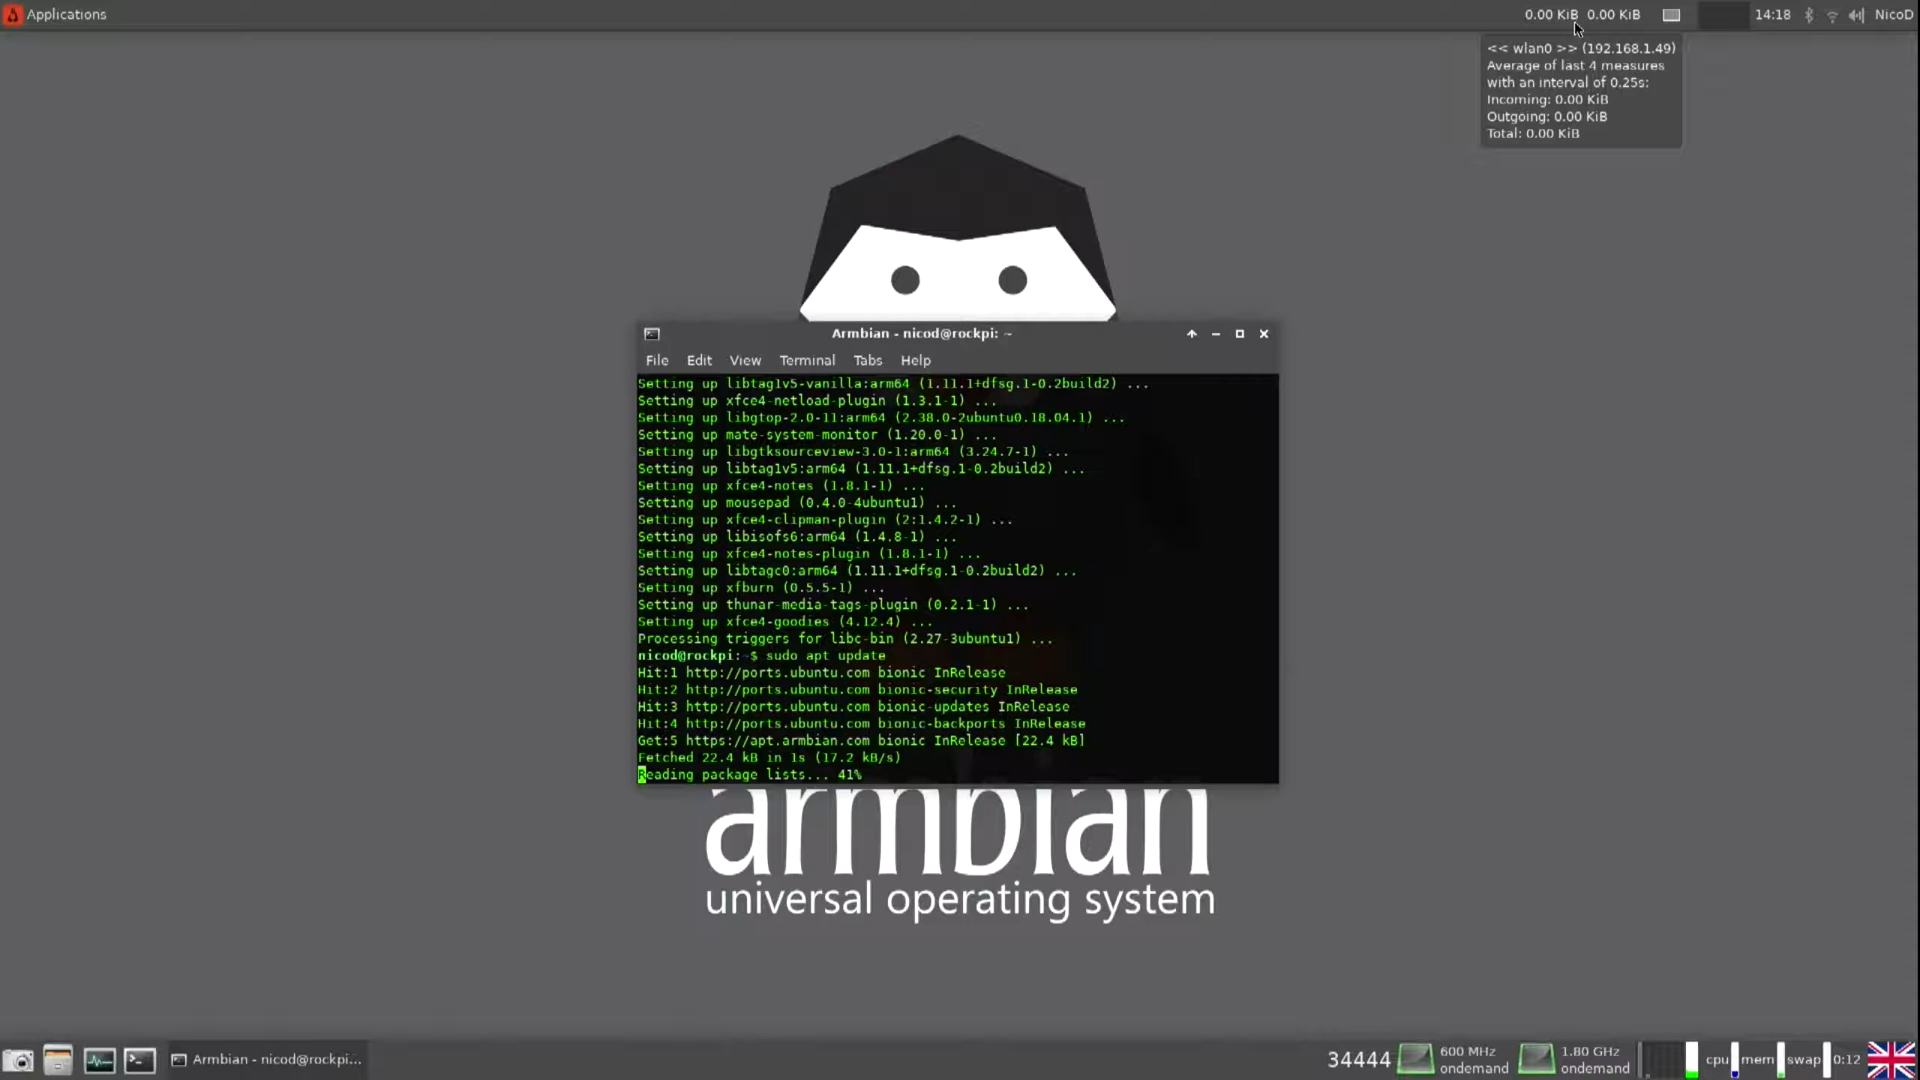 Applications
0.00 KiB 0.00 KiB
14:18
NicoD
<< wlan0 >> (192.168.1.49)
Average of last 4 measures
with an interval of 0.25s:
Incoming: 0.00 KiB
Outgoing: 0.00 KiB
Total: 0.00 KiB
Armbian - nicod@rockpi: ~
File Edit View Terminal Tabs Help
Setting up libtag1v5-vanilla:arm64 (1.11.1+dfsg.1-0.2build2) ...
Setting up xfce4-netload-plugin (1.3.1-1) ...
Setting up libgtop-2.0-11:arm64 (2.38.0-2ubuntu0.18.04.1) ...
Setting up mate-system-monitor (1.20.0-1) ...
Setting up libgtksourceview-3.0-1:arm64 (3.24.7-1) ...
Setting up libtag1v5:arm64 (1.11.1+dfsg.1-0.2build2) ...
Setting up xfce4-notes (1.8.1-1) ...
Setting up mousepad (0.4.0-4ubuntu1) ...
Setting up xfce4-clipman-plugin (2:1.4.2-1) ...
Setting up libisofs6:arm64 (1.4.8-1) ...
Setting up xfce4-notes-plugin (1.8.1-1) ...
Setting up libtagc0:arm64 (1.11.1+dfsg.1-0.2build2) ...
Setting up xfburn (0.5.5-1) ...
Setting up thunar-media-tags-plugin (0.2.1-1) ...
Setting up xfce4-goodies (4.12.4) ...
Processing triggers for libc-bin (2.27-3ubuntu1) ...
nicod@rockpi:~$ sudo apt update
Hit:1 http://ports.ubuntu.com bionic InRelease
Hit:2 http://ports.ubuntu.com bionic-security InRelease
Hit:3 http://ports.ubuntu.com bionic-updates InRelease
Hit:4 http://ports.ubuntu.com bionic-backports InRelease
Get:5 https://apt.armbian.com bionic InRelease [22.4 kB]
Fetched 22.4 kB in 1s (17.2 kB/s)
Reading package lists... 41%
armbian
universal operating system
Armbian - nicod@rockpi...
34444
600 MHz
ondemand
1.80 GHz
ondemand
cpu mem swap 0:12